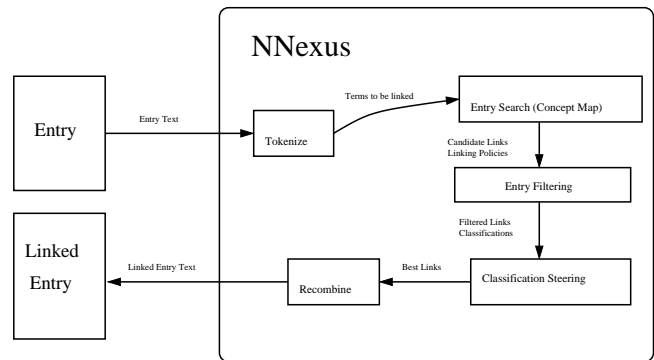 NNexus
Entry
Entry Text
Tokenize
Terms to be linked
Entry Search (Concept Map)
Candidate Links
Linking Policies
Entry Filtering
Filtered Links
Classifications
Classification Steering
Best Links
Recombine
Linked Entry Text
Linked
Entry